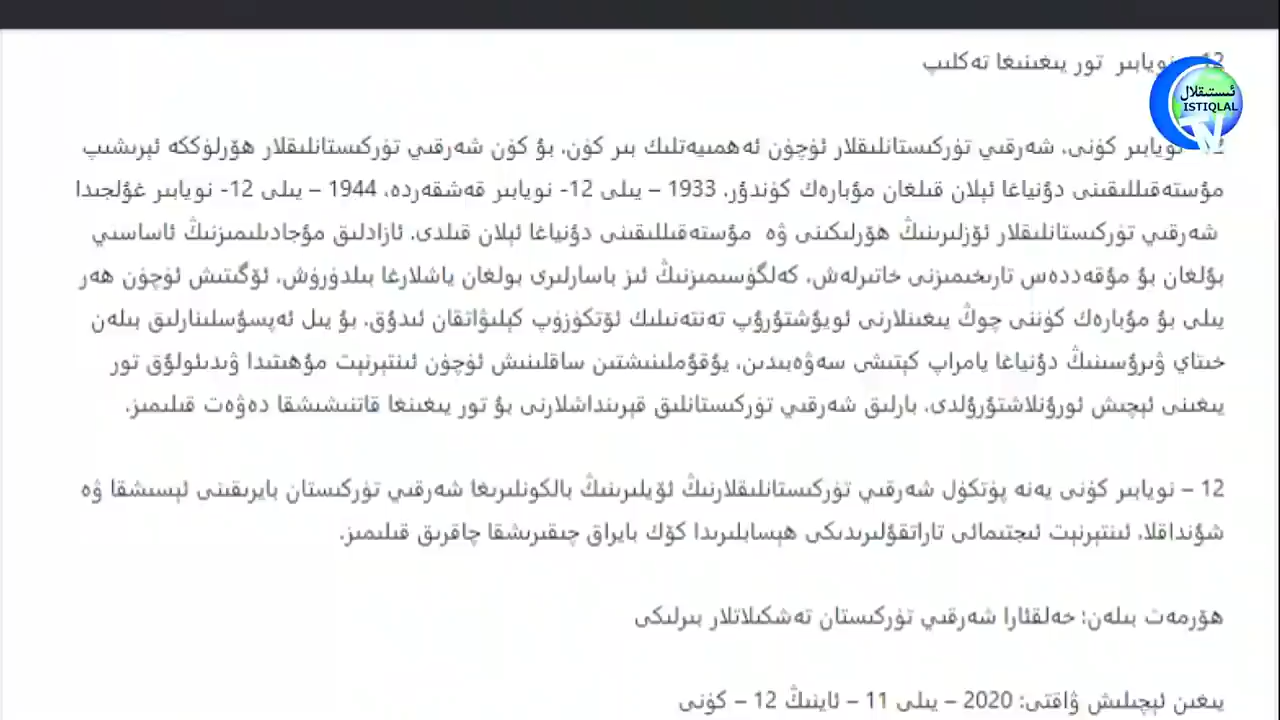 12 – نويابىر تور يىغىنىغا تەكلىپ
ئىستىقلال
ISTIQLAL
TV
12 – نويابىر كۈنى، شەرقىي تۈركىستانلىقلار ئۈچۈن ئەھمىيەتلىك بىر كۈن، بۇ كۈن شەرقىي تۈركىستانلىقلار ھۆرلۈككە ئېرىشىپ
مۇستەقىللىقىنى دۇنياغا ئېلان قىلغان مۇبارەك كۈندۇر، 1933 – يىلى 12- نويابىر قەشقەردە، 1944 – يىلى 12- نويابىر غۇلجىدا
شەرقىي تۈركىستانلىقلار ئۆزلىرىنىڭ ھۆرلىكىنى ۋە مۇستەقىللىقىنى دۇنياغا ئېلان قىلدى، ئازادلىق مۇجادىلىمىزنىڭ ئاساسىي
بۇلغان بۇ مۇقەددەس تارىخىمىزنى خاتىرلەش، كەلگۈسىمىزنىڭ ئىز باسارلىرى بولغان ياشلارغا بىلدۈرۈش، ئۆگىتىش ئۈچۈن ھەر
يىلى بۇ مۇبارەك كۈننى چوڭ يىغىنلارنى ئويۇشتۇرۇپ تەنتەنىلىك ئۆتكۈزۈپ كېلىۋاتقان ئىدۇق، بۇ يىل ئەپسۇسلىنارلىق بىلەن
خىتاي ۋىرۇسىنىڭ دۇنياغا يامراپ كېتىشى سەۋەبىدىن، يۇقۇملىنىشتىن ساقلىنىش ئۈچۈن ئىنتېرنېت مۇھىتىدا ۋىدىئولۇق تور
يىغىنى ئېچىش ئورۇنلاشتۇرۇلدى، بارلىق شەرقىي تۈركىستانلىق قېرىنداشلارنى بۇ تور يىغىنغا قاتنىشىشقا دەۋەت قىلىمىز.
12 – نويابىر كۈنى يەنە پۈتكۈل شەرقىي تۈركىستانلىقلارنىڭ ئۆيلىرىنىڭ بالكونلىرىغا شەرقىي تۈركىستان بايرىقىنى ئېسىشقا ۋە
شۇنداقلا، ئىنتېرنېت ئىجتىمائى تاراتقۇلىرىدىكى ھېسابلىرىدا كۆك بايراق چىقىرىشقا چاقىرىق قىلىمىز.
ھۆرمەت بىلەن: خەلقئارا شەرقىي تۈركىستان تەشكىلاتلار بىرلىكى
يىغىن ئېچىلىش ۋاقتى: 2020 – يىلى 11 – ئاينىڭ 12 – كۈنى